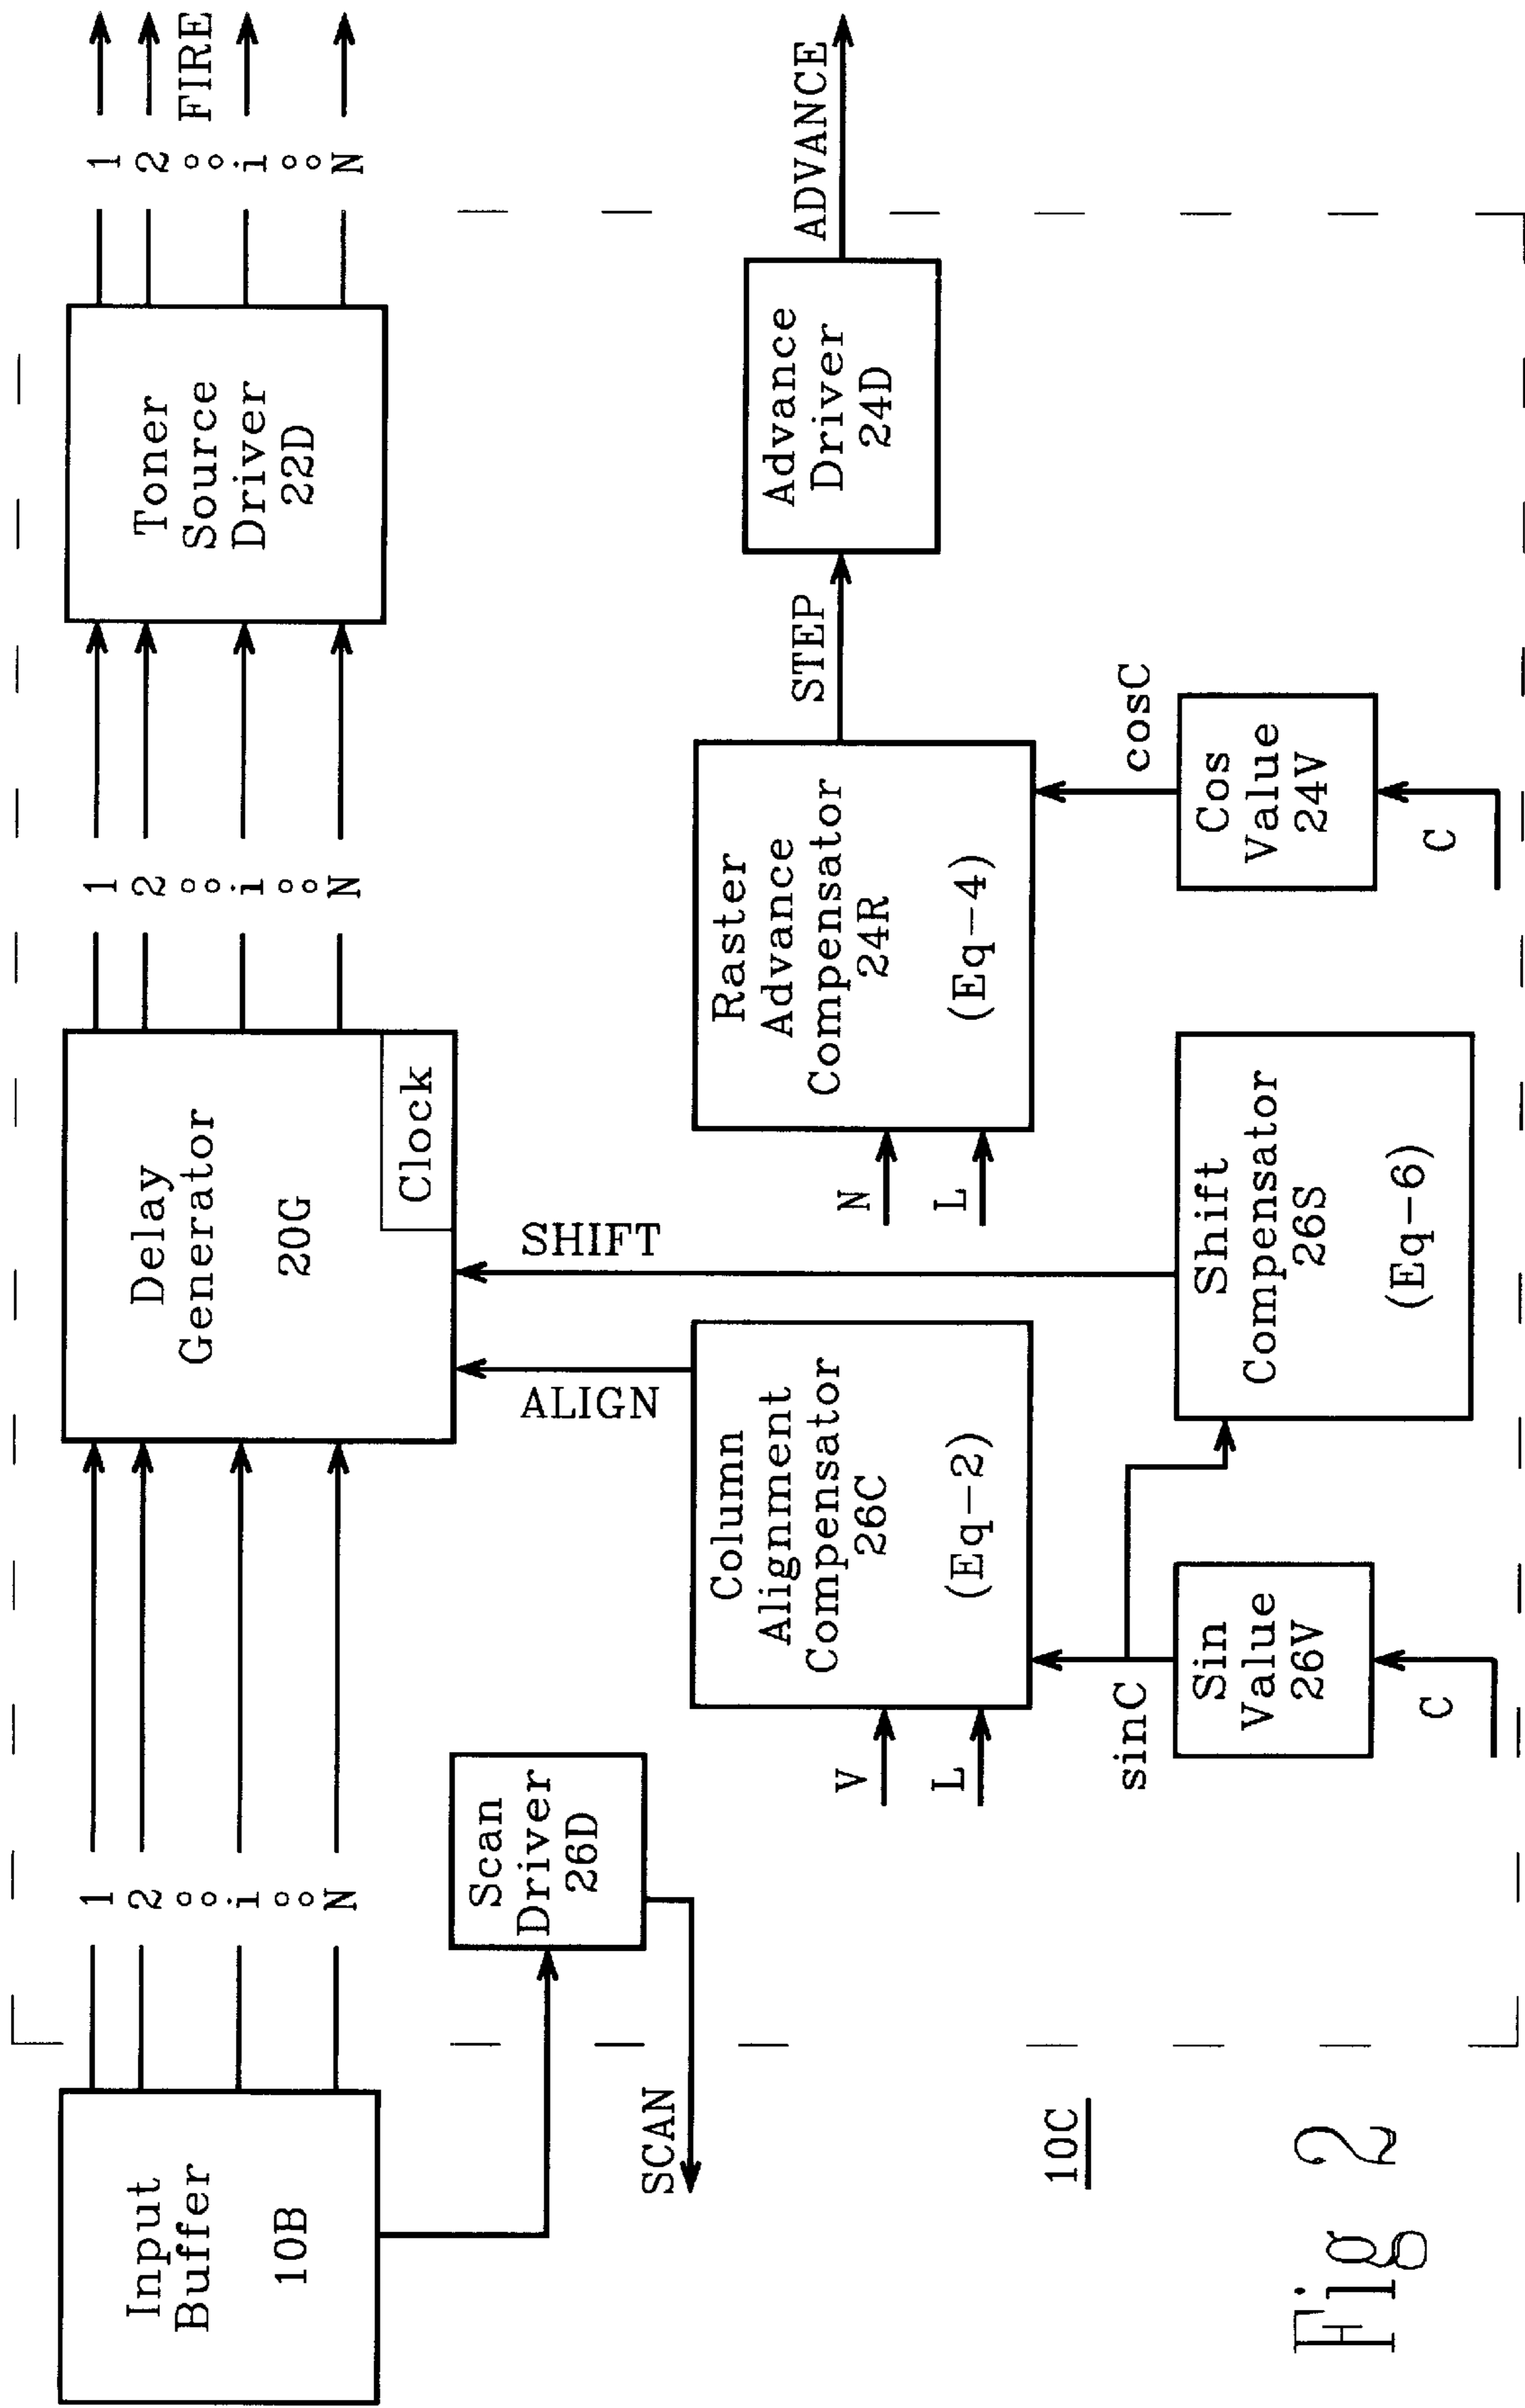 Input
Buffer
10B
1
2
i
N
Delay
Generator
20G
Clock
1
2
i
N
Toner
Source
Driver
22D
1
2
FIRE
i
N
Scan
Driver
26D
SCAN
ALIGN
SHIFT
V
L
Column
Alignment
Compensator
26C
(Eq-2)
N
L
Raster
Advance
Compensator
24R
(Eq-4)
STEP
Advance
Driver
24D
ADVANCE
sinC
Sin
Value
26V
C
Shift
Compensator
26S
(Eq-6)
cosC
Cos
Value
24V
C
10C
Fig 2